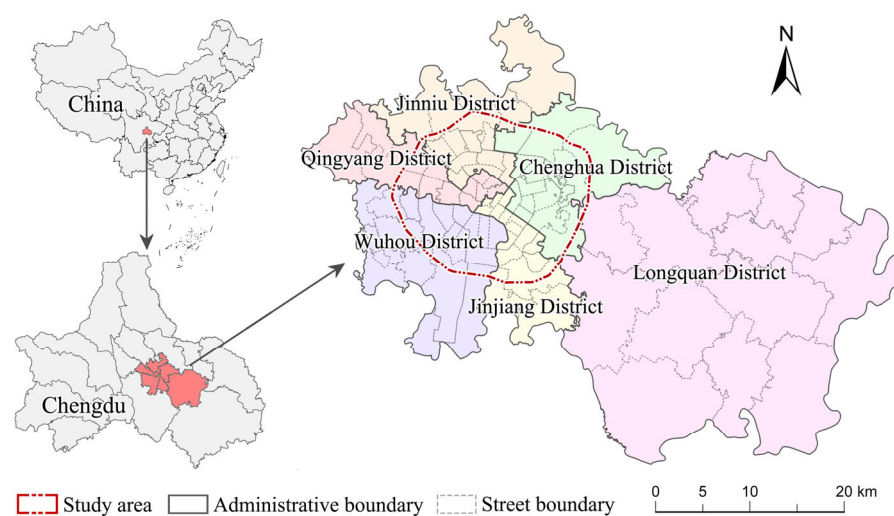 China
N
Jinniu District
Qingyang District
Chenghua District
Wuhou District
Longquan District
Jinjiang District
Chengdu
Study area
Administrative boundary
Street boundary
0 5 10 20 km